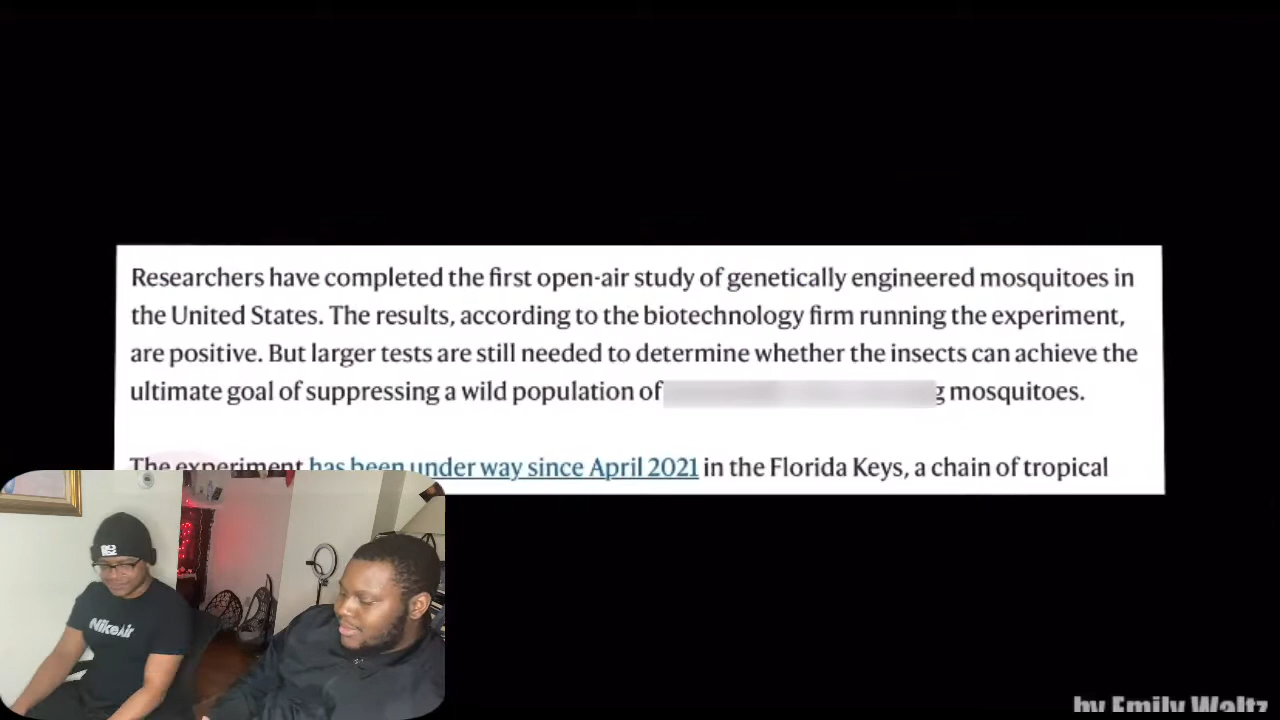 Researchers have completed the first open-air study of genetically engineered mosquitoes in
the United States. The results, according to the biotechnology firm running the experiment,
are positive. But larger tests are still needed to determine whether the insects can achieve the
ultimate goal of suppressing a wild population of mosquitoes.
The experiment has been under way since April 2021 in the Florida Keys, a chain of tropical
NikeAir
by Emily Waltz